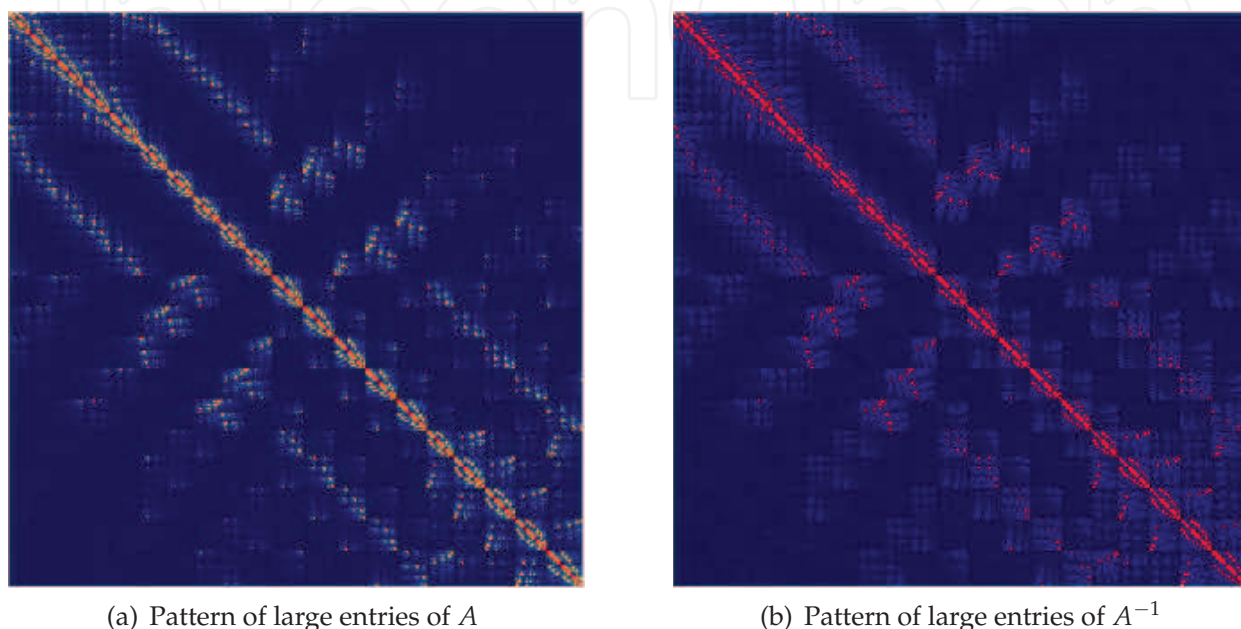 (a) Pattern of large entries of A
(b) Pattern of large entries of A⁻¹